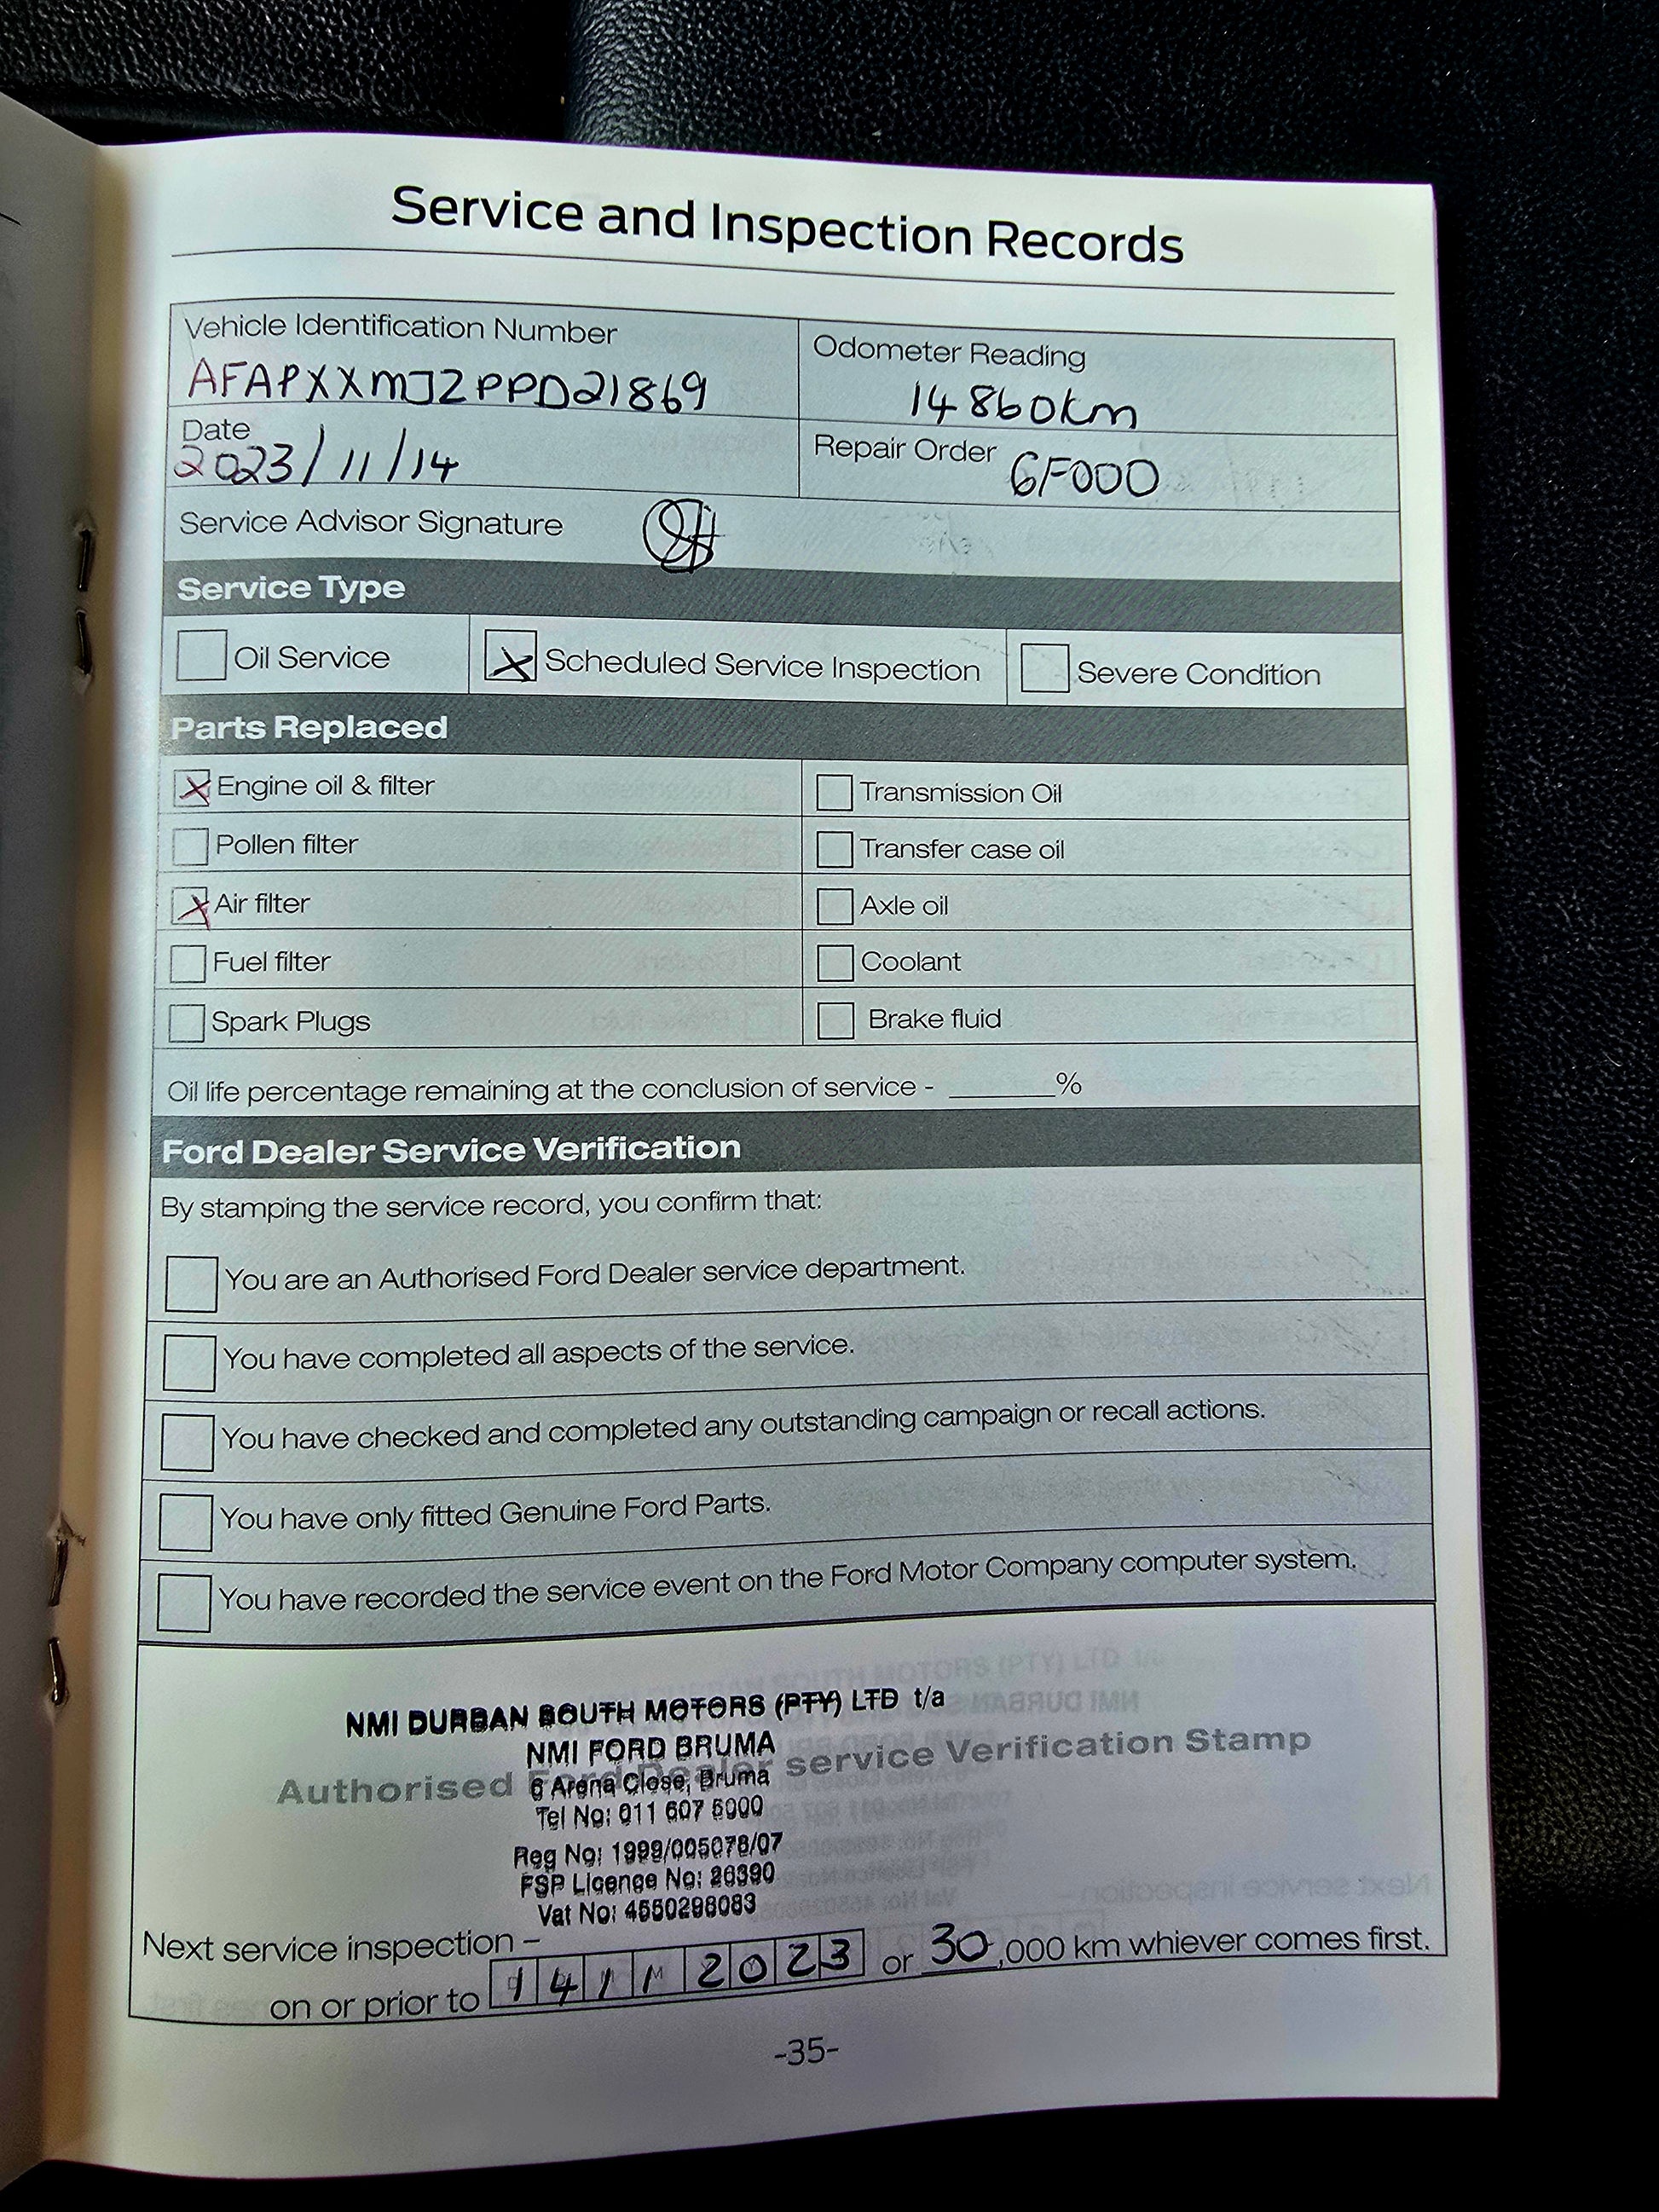 Service and Inspection Records
Vehicle Identification Number
AFAPXXMJZPPD21869
Odometer Reading
14860km
Date
2023/11/14
Repair Order
6F000
Service Advisor Signature
Service Type
Oil Service
Scheduled Service Inspection
Severe Condition
Parts Replaced
Engine oil & filter
Transmission Oil
Pollen filter
Transfer case oil
Air filter
Axle oil
Fuel filter
Coolant
Spark Plugs
Brake fluid
Oil life percentage remaining at the conclusion of service - ______%
Ford Dealer Service Verification
By stamping the service record, you confirm that:
You are an Authorised Ford Dealer service department.
You have completed all aspects of the service.
You have checked and completed any outstanding campaign or recall actions.
You have only fitted Genuine Ford Parts.
You have recorded the service event on the Ford Motor Company computer system.
NMI DURBAN SOUTH MOTORS (PTY) LTD t/a
NMI FORD BRUMA
Authorised Ford Dealer service Verification Stamp
6 Arena Close, Bruma
Tel No: 011 607 5000
Reg No: 1999/005078/07
FSP License No: 26390
Vat No: 4550298083
Next service inspection –
on or prior to 14 11 2023 or 30,000 km whiever comes first.
-35-